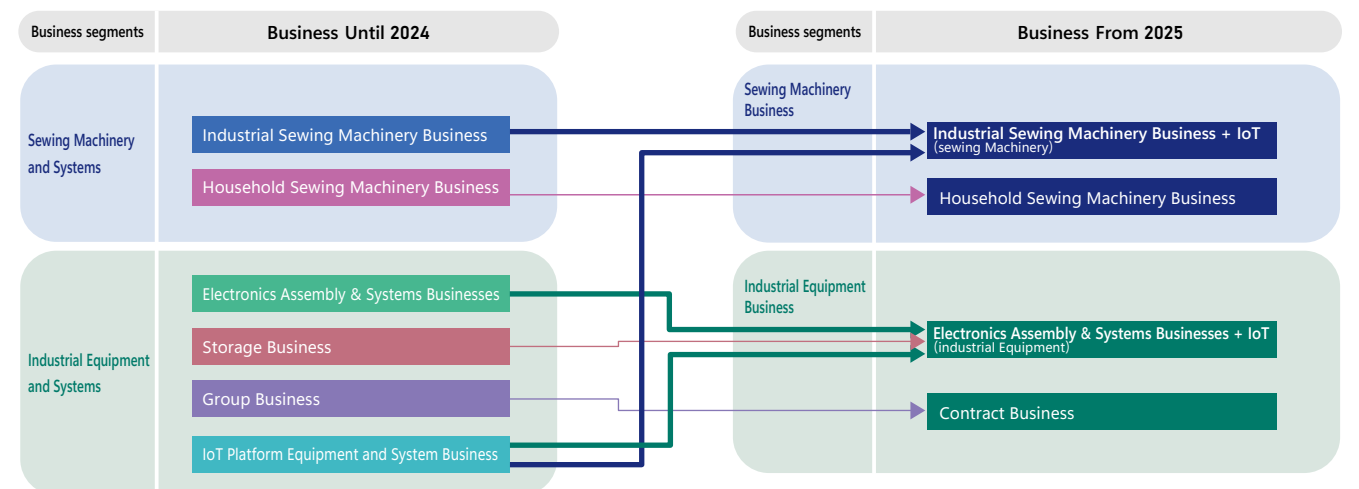 Business segments
Business Until 2024
Business segments
Business From 2025
Sewing Machinery
and Systems
Industrial Sewing Machinery Business
Household Sewing Machinery Business
Sewing Machinery
Business
Industrial Sewing Machinery Business + IoT
(sewing Machinery)
Household Sewing Machinery Business
Industrial Equipment
and Systems
Electronics Assembly & Systems Businesses
Storage Business
Group Business
IoT Platform Equipment and System Business
Industrial Equipment
Business
Electronics Assembly & Systems Businesses + IoT
(industrial Equipment)
Contract Business